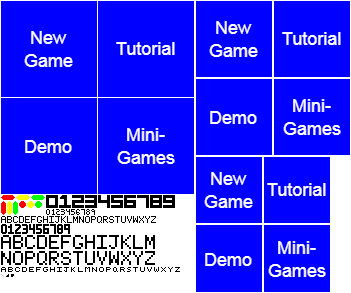 New
Game
Tutorial
Demo
Mini-
Games
New
Game
Tutorial
Demo
Mini-
Games
New
Game
Tutorial
Demo
Mini-
Games
0123456789
0123456789
ABCDEFGHIJKLMNOPQRSTUVWXYZ
0123456789
ABCDEFGHIJKLM
NOPQRSTUVWXYZ
ABCDEFGHIJKLMNOPQRSTUVWXYZ